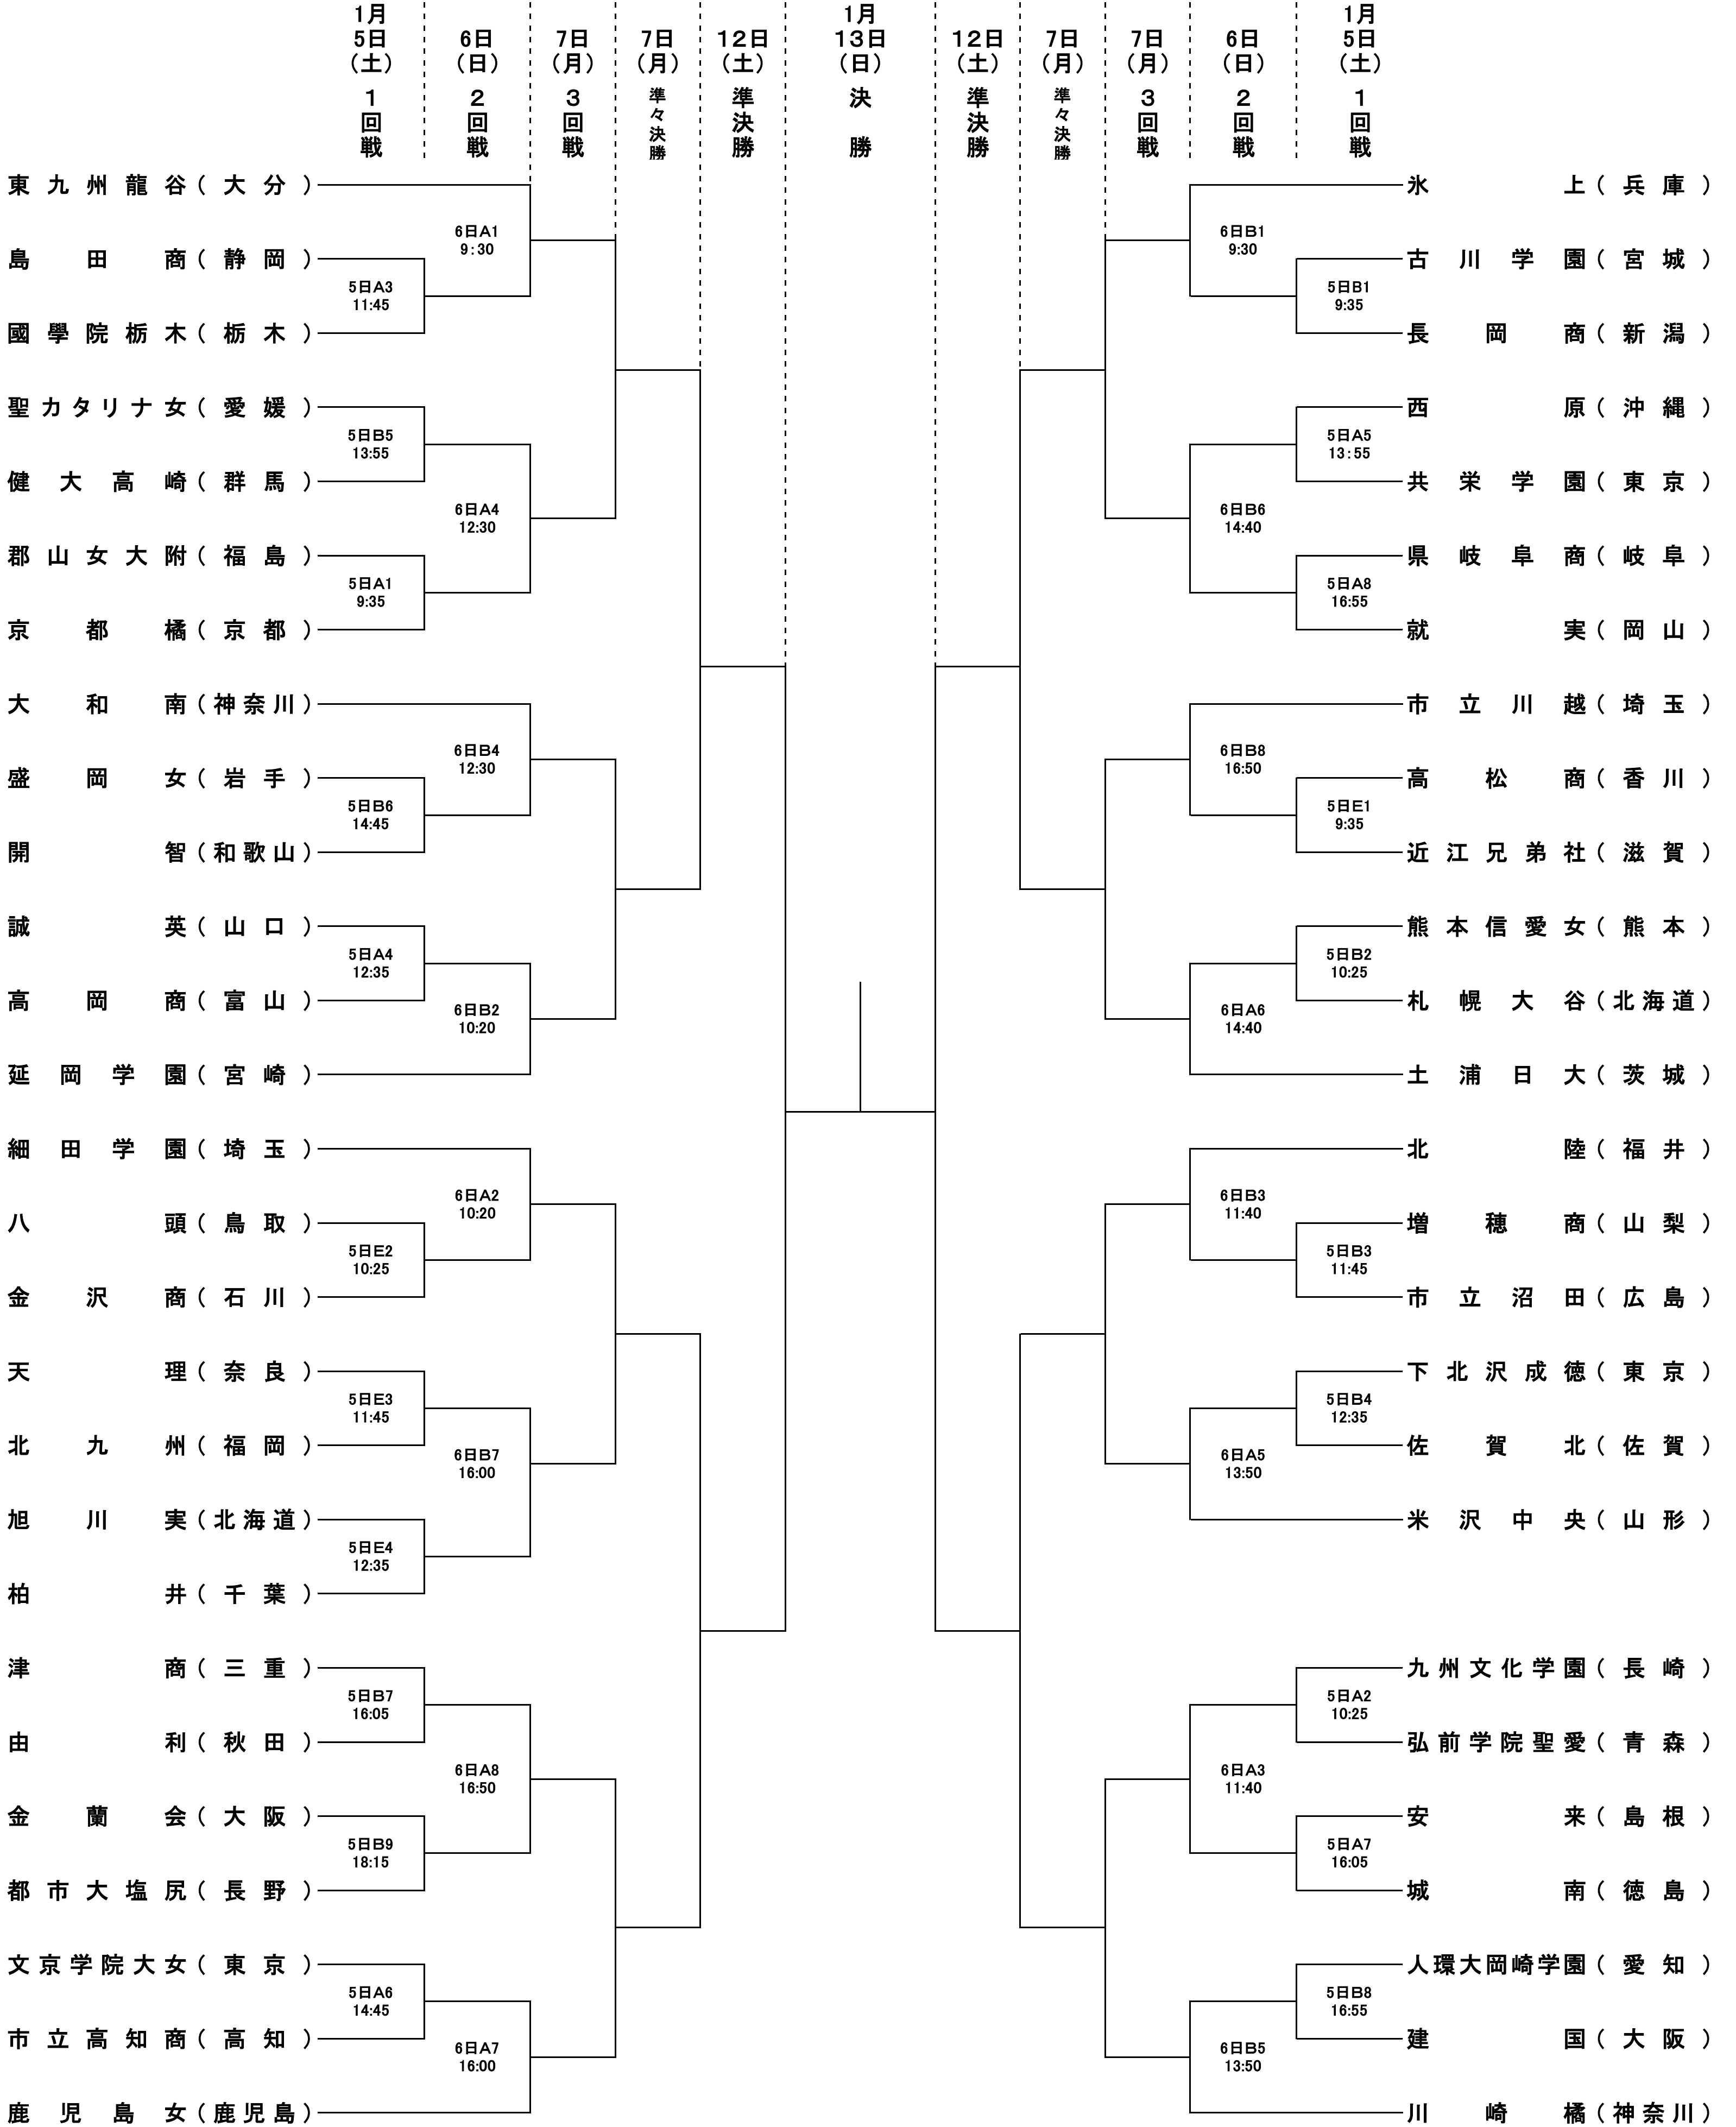 1月 1月 1月
5日 6日 7日 7日 12日 13日 12日 7日 7日 6日 5日
（土） （日） （月） （月） （土） （日） （土） （月） （月） （日） （土）
1回戦 2回戦 3回戦 準々決勝 準決勝 決勝 準決勝 準々決勝 3回戦 2回戦 1回戦
東九州龍谷（大分）
6日A1
9:30
島田商（静岡）
5日A3
11:45
國學院栃木（栃木）
聖カタリナ女（愛媛）
5日B5
13:55
健大高崎（群馬）
6日A4
12:30
郡山女大附（福島）
5日A1
9:35
京都橘（京都）
大和南（神奈川）
6日B4
12:30
盛岡女（岩手）
5日B6
14:45
開智（和歌山）
誠英（山口）
5日A4
12:35
高岡商（富山）
6日B2
10:20
延岡学園（宮崎）
細田学園（埼玉）
6日A2
10:20
八頭（鳥取）
5日E2
10:25
金沢商（石川）
天理（奈良）
5日E3
11:45
北九州（福岡）
6日B7
16:00
旭川実（北海道）
5日E4
12:35
柏井（千葉）
津商（三重）
5日B7
16:05
由利（秋田）
6日A8
16:50
金蘭会（大阪）
5日B9
18:15
都市大塩尻（長野）
文京学院大女（東京）
5日A6
14:45
市立高知商（高知）
6日A7
16:00
鹿児島女（鹿児島）
氷上（兵庫）
6日B1
9:30
古川学園（宮城）
5日B1
9:35
長岡商（新潟）
西原（沖縄）
5日A5
13:55
共栄学園（東京）
6日B6
14:40
県岐阜商（岐阜）
5日A8
16:55
就実（岡山）
市立川越（埼玉）
6日B8
16:50
高松商（香川）
5日E1
9:35
近江兄弟社（滋賀）
熊本信愛女（熊本）
5日B2
10:25
札幌大谷（北海道）
6日A6
14:40
土浦日大（茨城）
北陸（福井）
6日B3
11:40
増穂商（山梨）
5日B3
11:45
市立沼田（広島）
下北沢成徳（東京）
5日B4
12:35
佐賀北（佐賀）
6日A5
13:50
米沢中央（山形）
九州文化学園（長崎）
5日A2
10:25
弘前学院聖愛（青森）
6日A3
11:40
安来（島根）
5日A7
16:05
城南（徳島）
人環大岡崎学園（愛知）
5日B8
16:55
建国（大阪）
6日B5
13:50
川崎橘（神奈川）